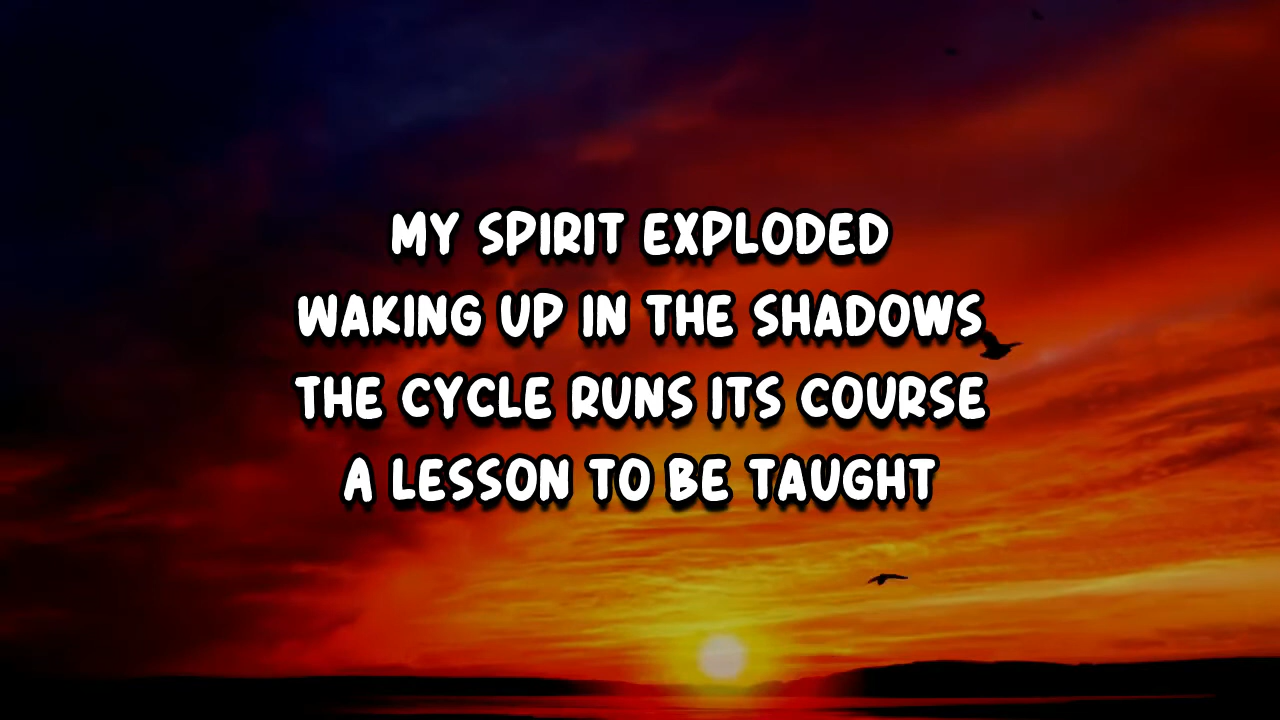 MY SPIRIT EXPLODED
WAKING UP IN THE SHADOWS
THE CYCLE RUNS ITS COURSE
A LESSON TO BE TAUGHT